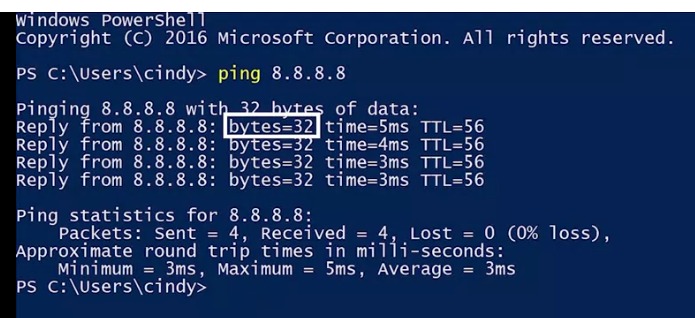 Windows PowerShell
Copyright (C) 2016 Microsoft Corporation. All rights reserved.
PS C:\Users\cindy> ping 8.8.8.8
Pinging 8.8.8.8 with 32 bytes of data:
Reply from 8.8.8.8: bytes=32 time=5ms TTL=56
Reply from 8.8.8.8: bytes=32 time=4ms TTL=56
Reply from 8.8.8.8: bytes=32 time=3ms TTL=56
Reply from 8.8.8.8: bytes=32 time=3ms TTL=56
Ping statistics for 8.8.8.8:
Packets: Sent = 4, Received = 4, Lost = 0 (0% loss),
Approximate round trip times in milli-seconds:
Minimum = 3ms, Maximum = 5ms, Average = 3ms
PS C:\Users\cindy>